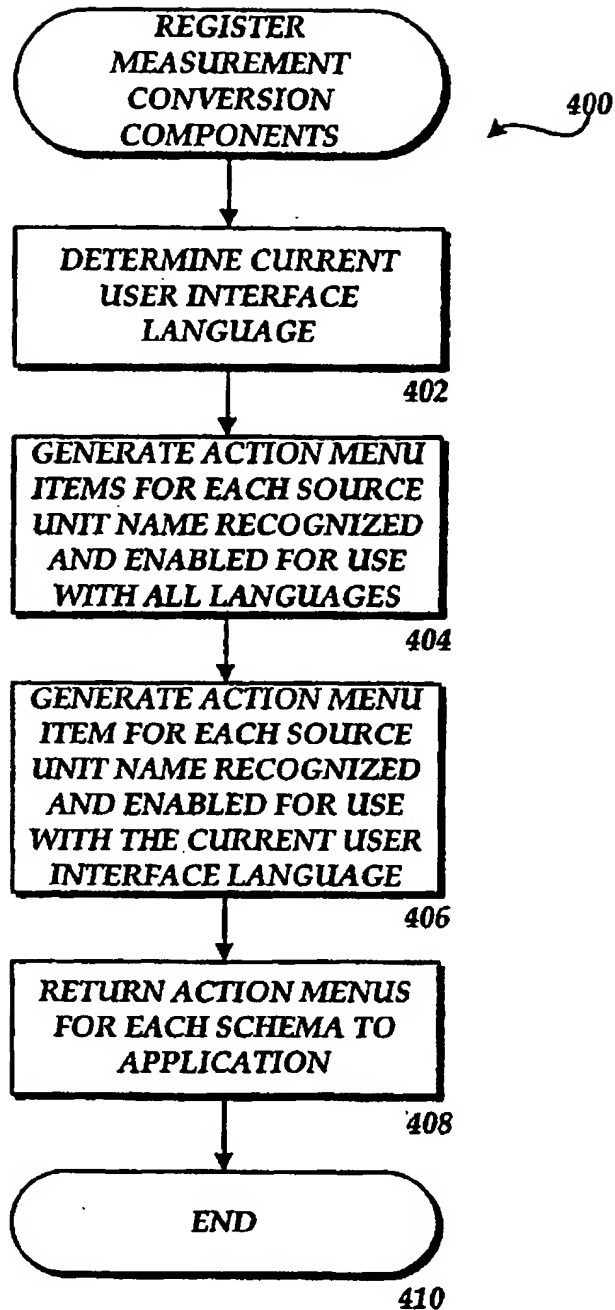 REGISTER
MEASUREMENT
CONVERSION
COMPONENTS
400
DETERMINE CURRENT
USER INTERFACE
LANGUAGE
402
GENERATE ACTION MENU
ITEMS FOR EACH SOURCE
UNIT NAME RECOGNIZED
AND ENABLED FOR USE
WITH ALL LANGUAGES
404
GENERATE ACTION MENU
ITEM FOR EACH SOURCE
UNIT NAME RECOGNIZED
AND ENABLED FOR USE
WITH THE CURRENT USER
INTERFACE LANGUAGE
406
RETURN ACTION MENUS
FOR EACH SCHEMA TO
APPLICATION
408
END
410